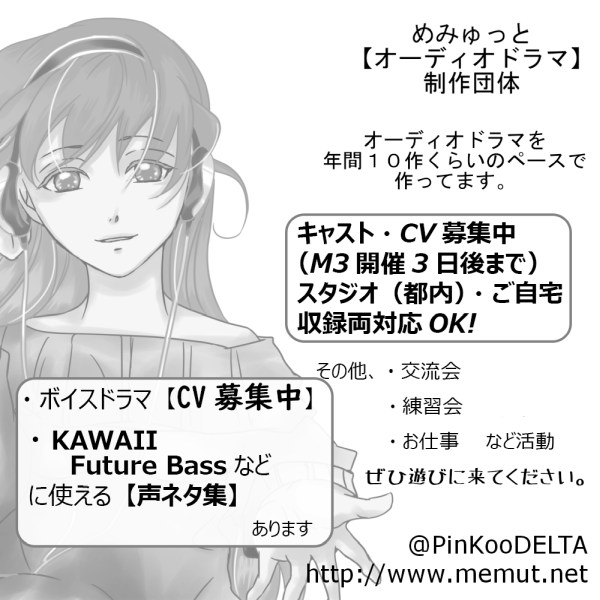 めみゅっと
【オーディオドラマ】
制作団体
オーディオドラマを
年間１０作くらいのペースで
作ってます。
キャスト・CV 募集中
（M3 開催 3 日後まで）
スタジオ（都内）・ご自宅
収録両対応 OK!
その他、・交流会
・練習会
・お仕事　など活動
ぜひ遊びに来てください。
・ボイスドラマ【CV 募集中】
・KAWAII
Future Bass など
に使える【声ネタ集】
あります
@PinKooDELTA
http://www.memut.net